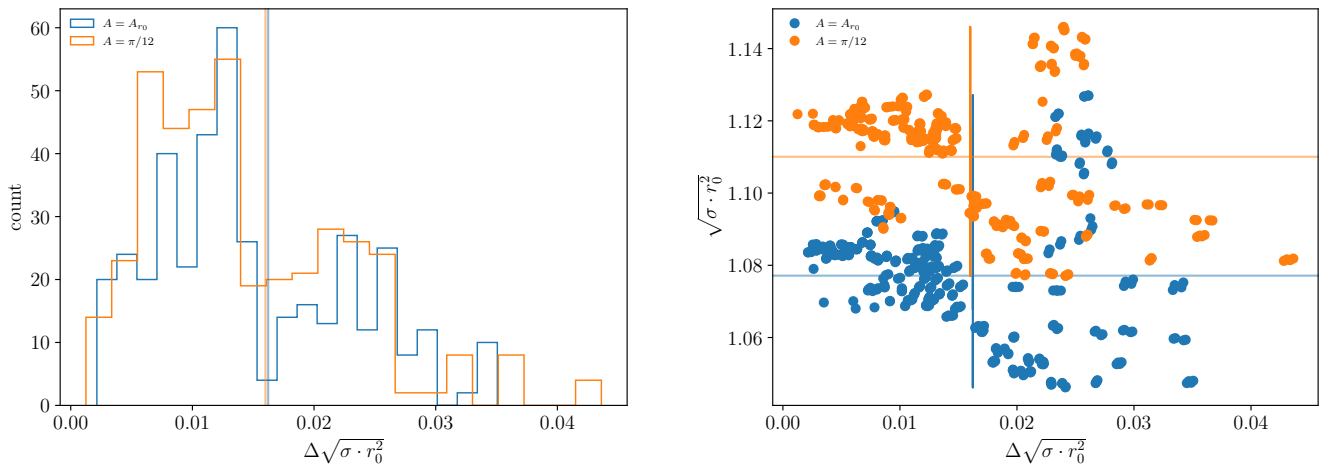 60
50
40
30
20
10
0
count
A = A_{r_0}
A = π/12
0.00 0.01 0.02 0.03 0.04
Δ√(σ · r_0^2)
1.14
1.12
1.10
1.08
1.06
√σ · r_0^2
A = A_{r_0}
A = π/12
0.00 0.01 0.02 0.03 0.04
Δ√(σ · r_0^2)